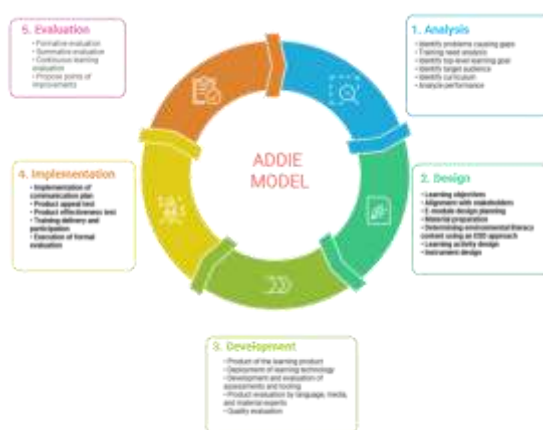 5. Evaluation
• Formative evaluation
• Summative evaluation
• Continuous learning
evaluation
• Propose points of
improvements
1. Analysis
• Identify problems causing gaps
• Training need analysis
• Identify top-level learning goal
• Identify target audience
• Identify curriculum
• Analyze performance
ADDIE
MODEL
4. Implementation
• Implementation of
communication plan
• Product appeal test
• Product effectiveness test
• Training delivery and
participation
• Execution of formal
evaluation
2. Design
• Learning objectives
• Alignment with stakeholders
• E-module design planning
• Material preparation
• Determining environmental literacy
content using an ESD approach
• Learning activity design
• Instrument design
3. Development
• Product of the learning product
• Deployment of learning technology
• Development and evaluation of
assessments and tooling
• Product evaluation by language, media,
and material experts
• Quality evaluation